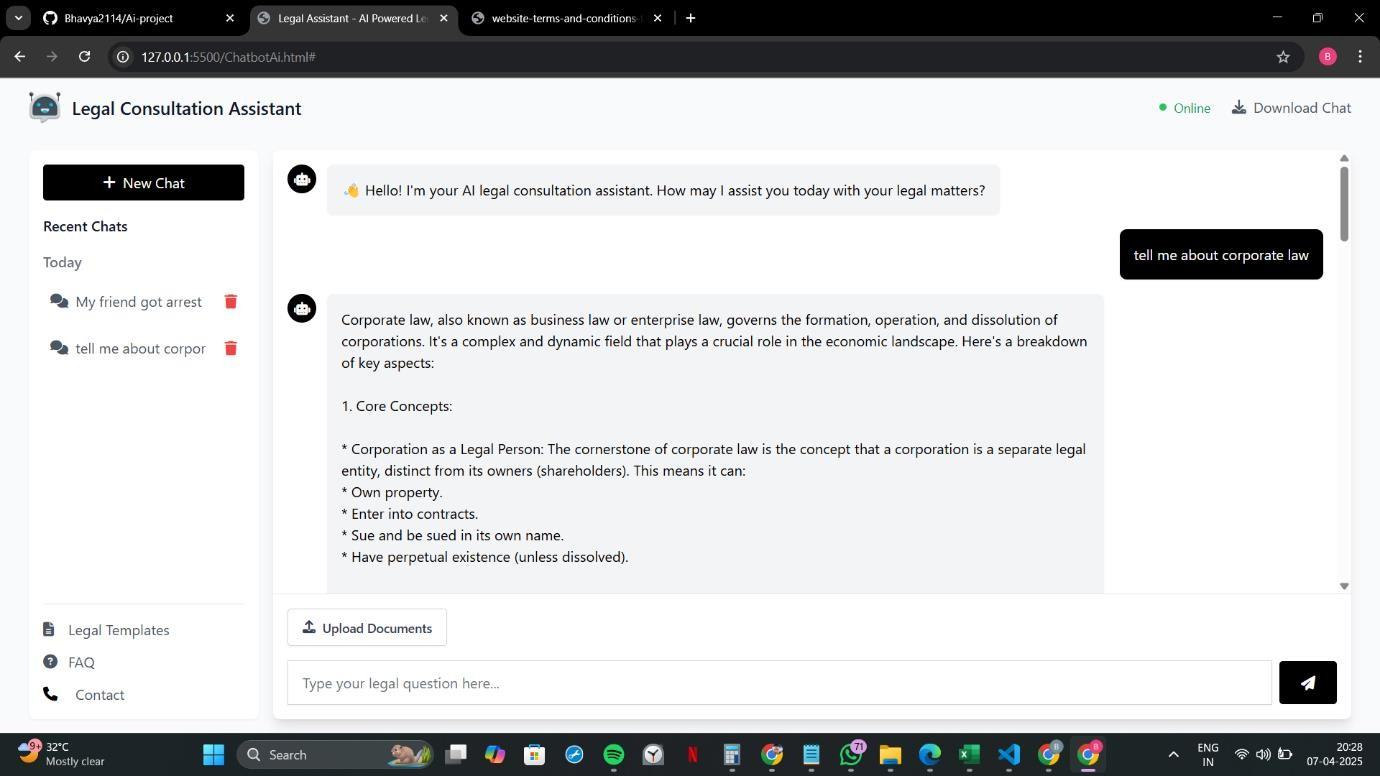 Bhavya2114/Ai-project
Legal Assistant - AI Powered Le
website-terms-and-conditions-
127.0.0.1:5500/ChatbotAi.html#
B
Legal Consultation Assistant
Online
Download Chat
+ New Chat
Recent Chats
Today
My friend got arrest
tell me about corpor
Legal Templates
FAQ
Contact
👋 Hello! I'm your AI legal consultation assistant. How may I assist you today with your legal matters?
tell me about corporate law
Corporate law, also known as business law or enterprise law, governs the formation, operation, and dissolution of
corporations. It's a complex and dynamic field that plays a crucial role in the economic landscape. Here's a breakdown
of key aspects:
1. Core Concepts:
* Corporation as a Legal Person: The cornerstone of corporate law is the concept that a corporation is a separate legal
entity, distinct from its owners (shareholders). This means it can:
* Own property.
* Enter into contracts.
* Sue and be sued in its own name.
* Have perpetual existence (unless dissolved).
Upload Documents
Type your legal question here...
9+
32°C
Mostly clear
Search
71
B
B
ENG
IN
20:28
07-04-2025